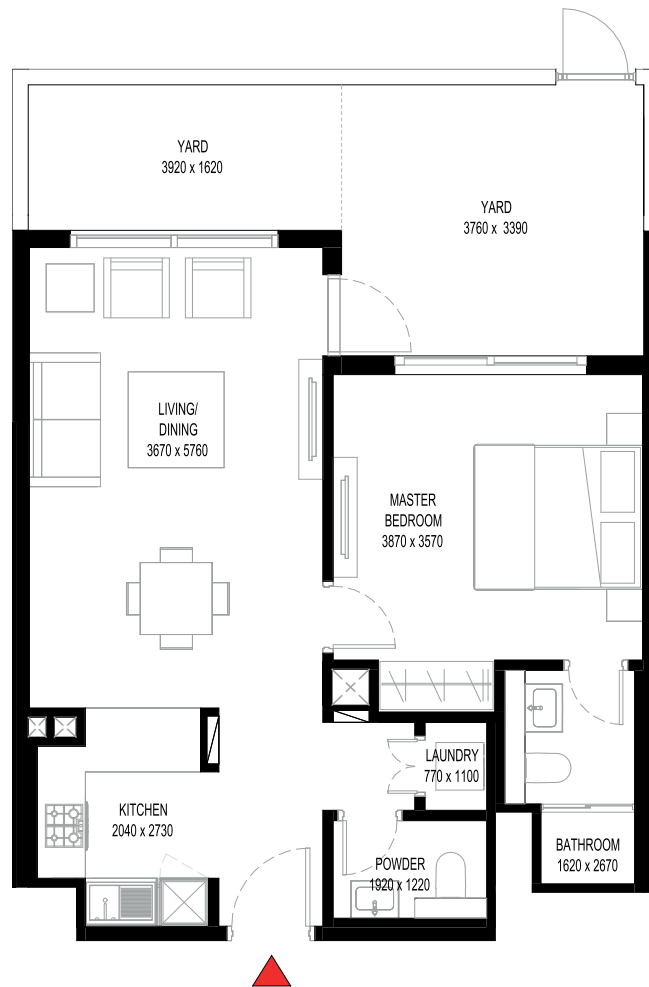 YARD
3920 x 1620
YARD
3760 x 3390
LIVING/
DINING
3670 x 5760
MASTER
BEDROOM
3870 x 3570
LAUNDRY
770 x 1100
KITCHEN
2040 x 2730
BATHROOM
1620 x 2670
POWDER
1920 x 1220